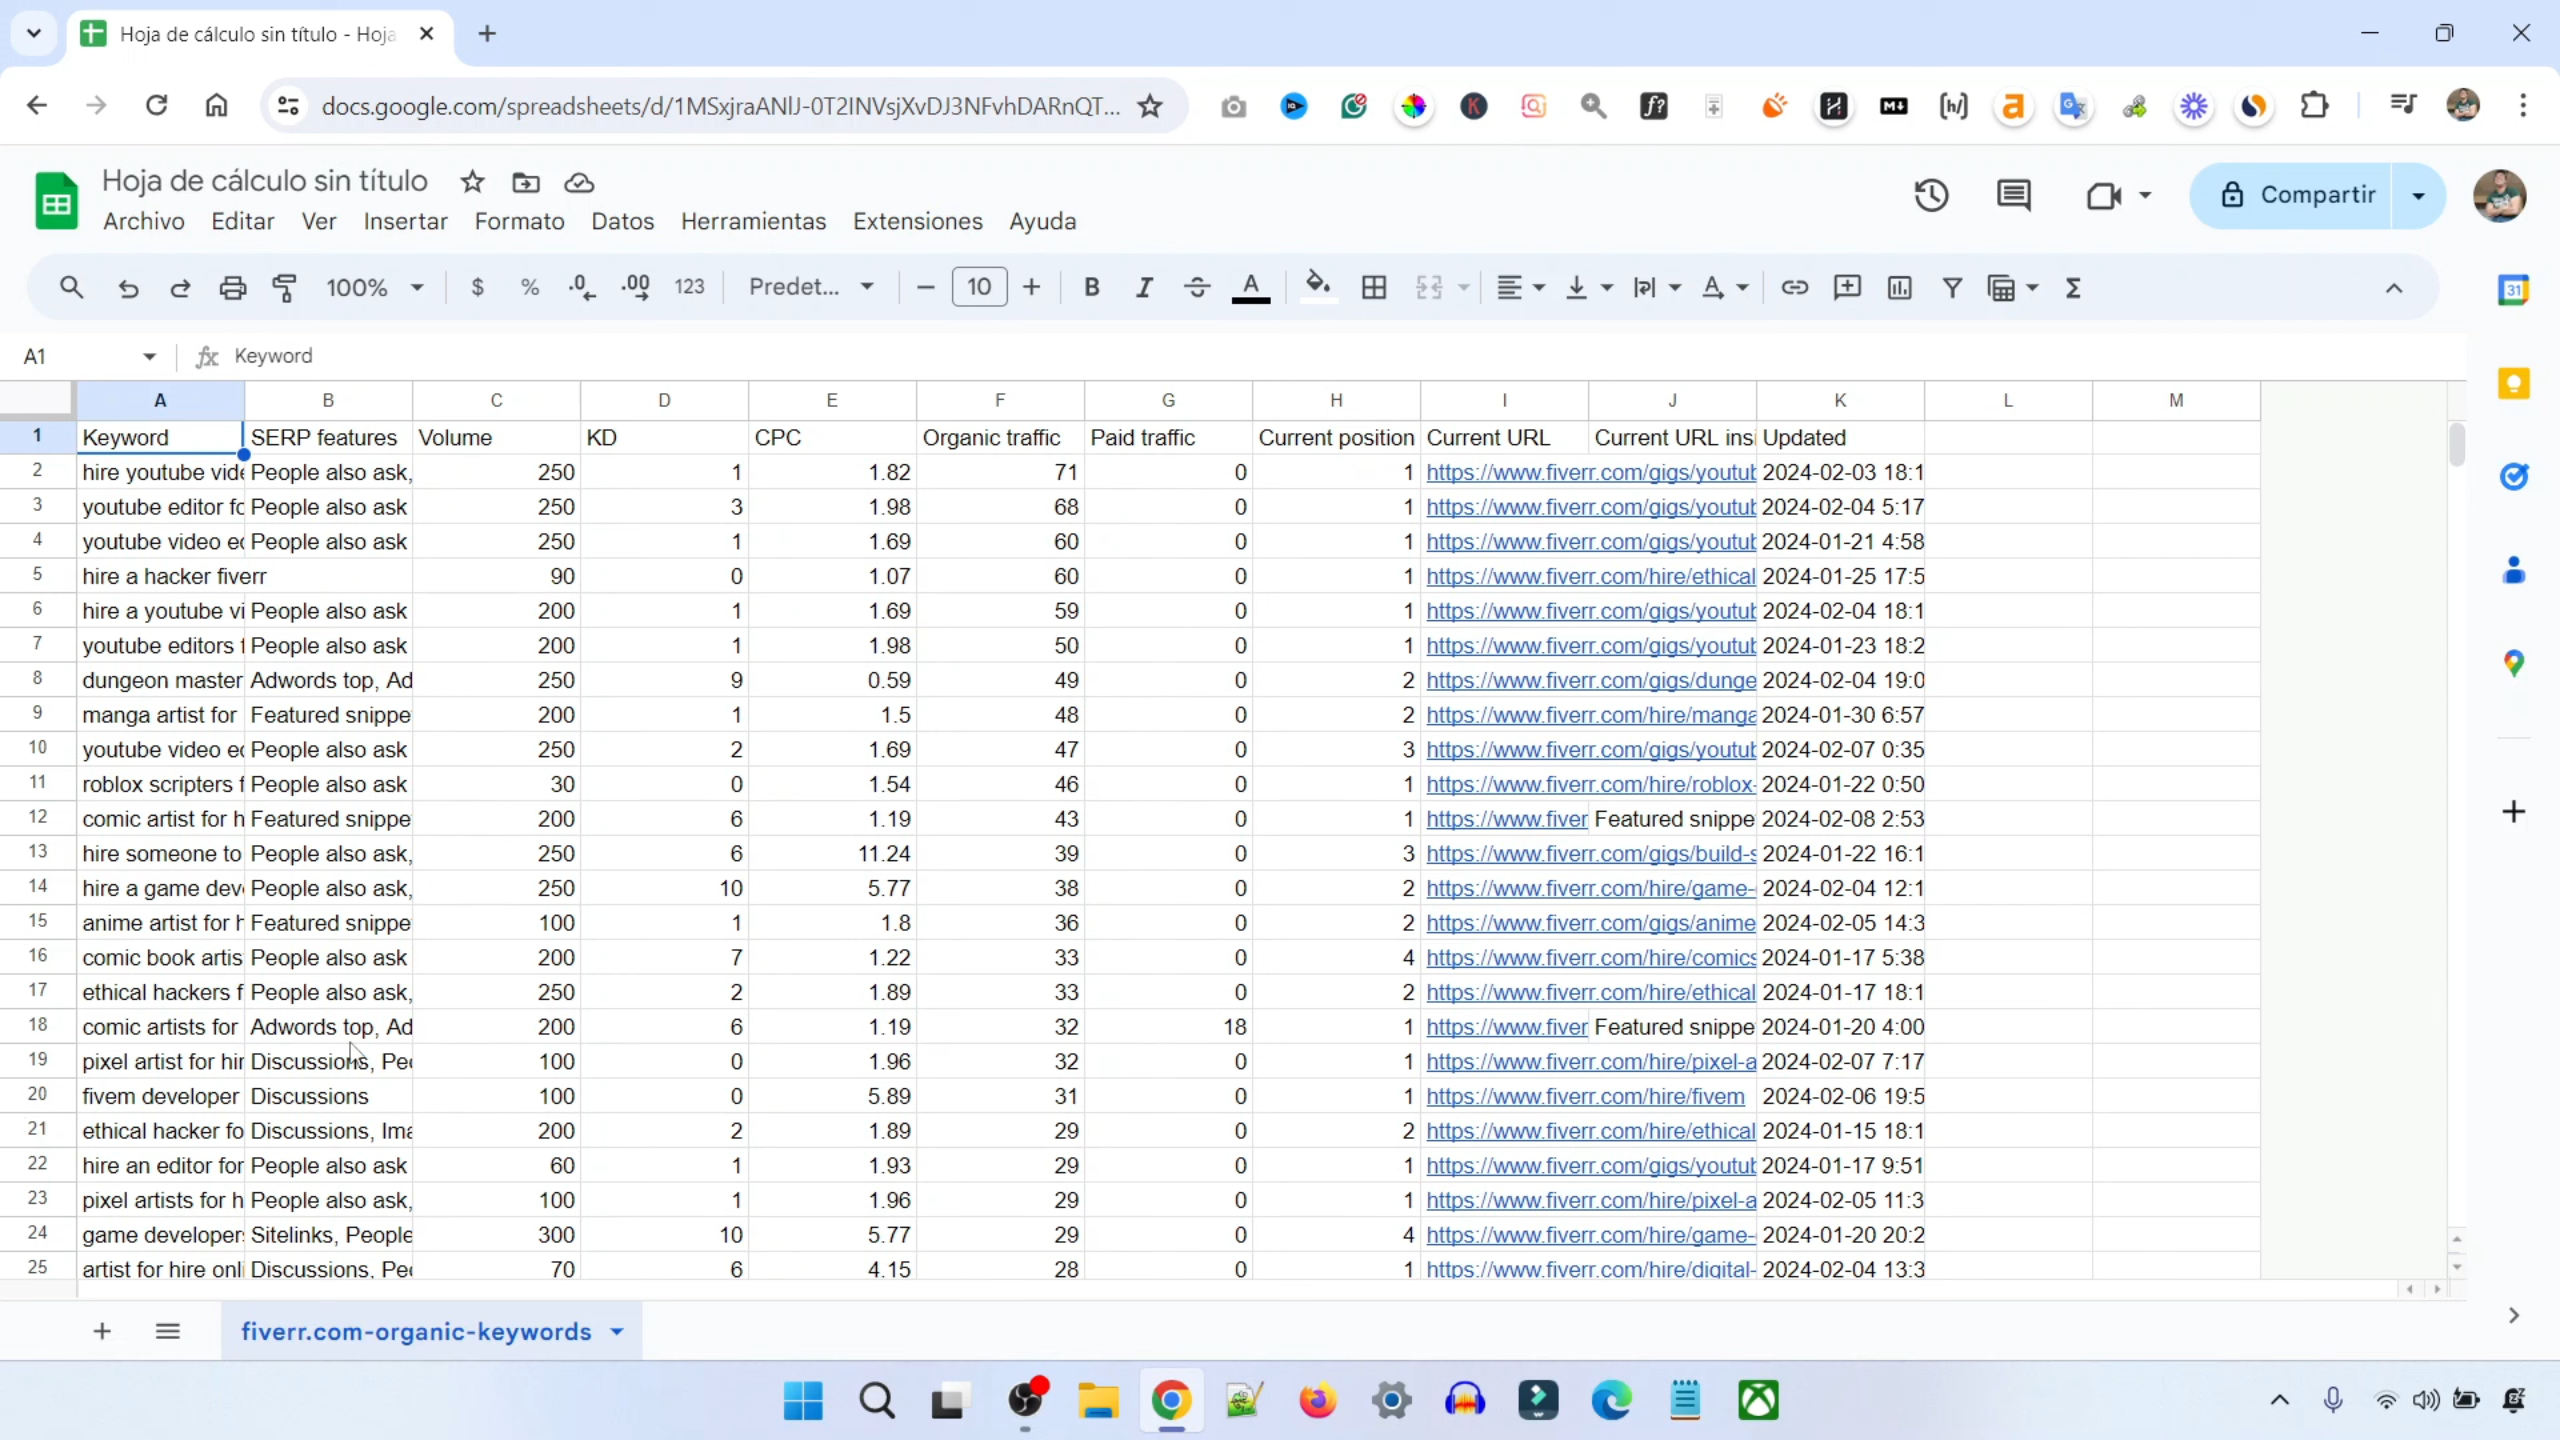 Hoja de cálculo sin título - Hoja
docs.google.com/spreadsheets/d/1MSxjraANlJ-0T2INVsjXvDJ3NFvhDARnQT...
Hoja de cálculo sin título
Archivo Editar Ver Insertar Formato Datos Herramientas Extensiones Ayuda
Compartir
100% $ % .0 .00 123 Predet... 10 B I A
A1 fx Keyword
A B C D E F G H I J K L M
1 Keyword SERP features Volume KD CPC Organic traffic Paid traffic Current position Current URL Current URL insi Updated
2 hire youtube vide People also ask, 250 1 1.82 71 0 1 https://www.fiverr.com/gigs/youtub 2024-02-03 18:1
3 youtube editor fo People also ask 250 3 1.98 68 0 1 https://www.fiverr.com/gigs/youtub 2024-02-04 5:17
4 youtube video ed People also ask 250 1 1.69 60 0 1 https://www.fiverr.com/gigs/youtub 2024-01-21 4:58
5 hire a hacker fiverr 90 0 1.07 60 0 1 https://www.fiverr.com/hire/ethical 2024-01-25 17:5
6 hire a youtube vi People also ask 200 1 1.69 59 0 1 https://www.fiverr.com/gigs/youtub 2024-02-04 18:1
7 youtube editors f People also ask 200 1 1.98 50 0 1 https://www.fiverr.com/gigs/youtub 2024-01-23 18:2
8 dungeon master Adwords top, Ad 250 9 0.59 49 0 2 https://www.fiverr.com/gigs/dunge 2024-02-04 19:0
9 manga artist for Featured snippe 200 1 1.5 48 0 2 https://www.fiverr.com/hire/manga 2024-01-30 6:57
10 youtube video ed People also ask 250 2 1.69 47 0 3 https://www.fiverr.com/gigs/youtub 2024-02-07 0:35
11 roblox scripters f People also ask 30 0 1.54 46 0 1 https://www.fiverr.com/hire/roblox- 2024-01-22 0:50
12 comic artist for h Featured snippe 200 6 1.19 43 0 1 https://www.fiver Featured snippe 2024-02-08 2:53
13 hire someone to People also ask, 250 6 11.24 39 0 3 https://www.fiverr.com/gigs/build-s 2024-01-22 16:1
14 hire a game dev People also ask, 250 10 5.77 38 0 2 https://www.fiverr.com/hire/game- 2024-02-04 12:1
15 anime artist for h Featured snippe 100 1 1.8 36 0 2 https://www.fiverr.com/gigs/anime 2024-02-05 14:3
16 comic book artis People also ask 200 7 1.22 33 0 4 https://www.fiverr.com/hire/comics 2024-01-17 5:38
17 ethical hackers f People also ask, 250 2 1.89 33 0 2 https://www.fiverr.com/hire/ethical 2024-01-17 18:1
18 comic artists for Adwords top, Ad 200 6 1.19 32 18 1 https://www.fiver Featured snippe 2024-01-20 4:00
19 pixel artist for hir Discussions, Peo 100 0 1.96 32 0 1 https://www.fiverr.com/hire/pixel-a 2024-02-07 7:17
20 fivem developer Discussions 100 0 5.89 31 0 1 https://www.fiverr.com/hire/fivem 2024-02-06 19:5
21 ethical hacker fo Discussions, Ima 200 2 1.89 29 0 2 https://www.fiverr.com/hire/ethical 2024-01-15 18:1
22 hire an editor for People also ask 60 1 1.93 29 0 1 https://www.fiverr.com/gigs/youtub 2024-01-17 9:51
23 pixel artists for h People also ask, 100 1 1.96 29 0 1 https://www.fiverr.com/hire/pixel-a 2024-02-05 11:3
24 game developer People Sitelinks, People 300 10 5.77 29 0 4 https://www.fiverr.com/hire/game- 2024-01-20 20:2
25 artist for hire onli Discussions, Peo 70 6 4.15 28 0 1 https://www.fiverr.com/hire/digital- 2024-02-04 13:3
fiverr.com-organic-keywords